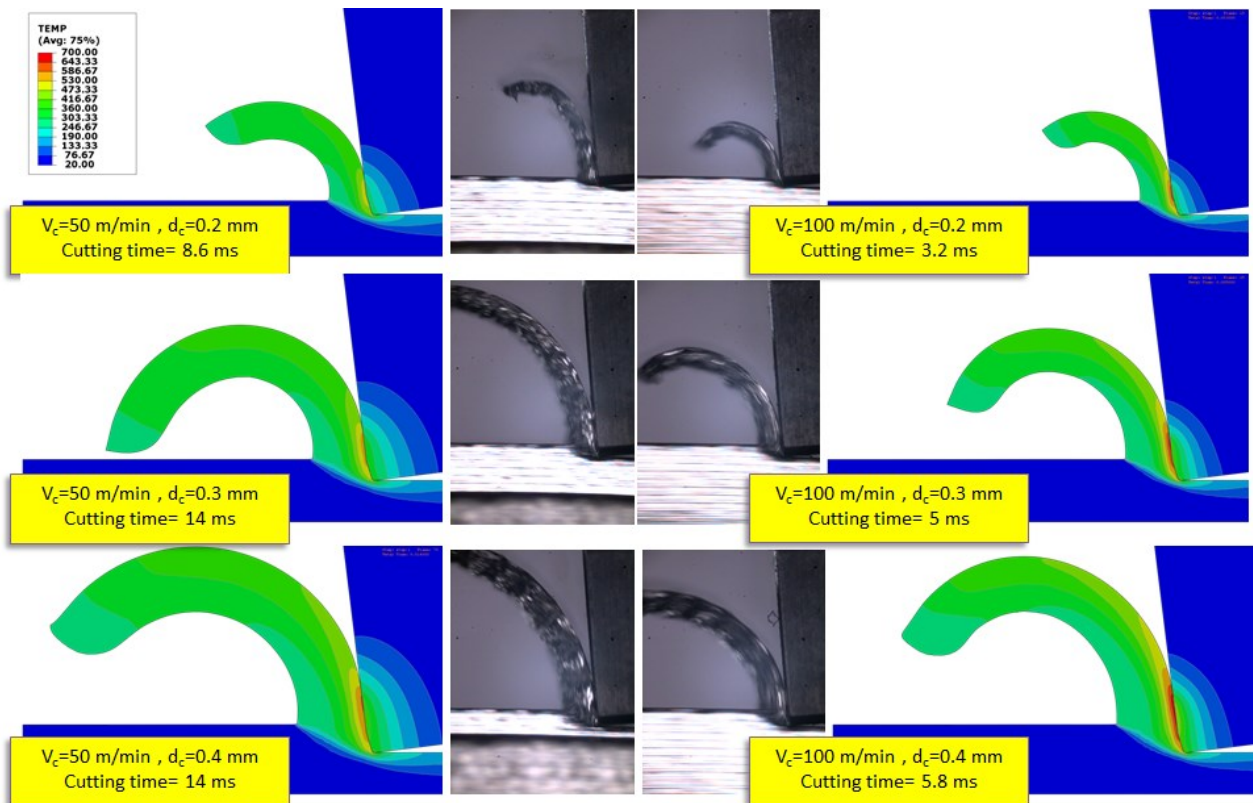 TEMP
(Avg: 75%)
700.00
643.33
586.67
530.00
473.33
416.67
360.00
303.33
246.67
190.00
133.33
76.67
20.00
Vc=50 m/min , dc=0.2 mm
Cutting time= 8.6 ms
Vc=100 m/min , dc=0.2 mm
Cutting time= 3.2 ms
Vc=50 m/min , dc=0.3 mm
Cutting time= 14 ms
Vc=100 m/min , dc=0.3 mm
Cutting time= 5 ms
Vc=50 m/min , dc=0.4 mm
Cutting time= 14 ms
Vc=100 m/min , dc=0.4 mm
Cutting time= 5.8 ms